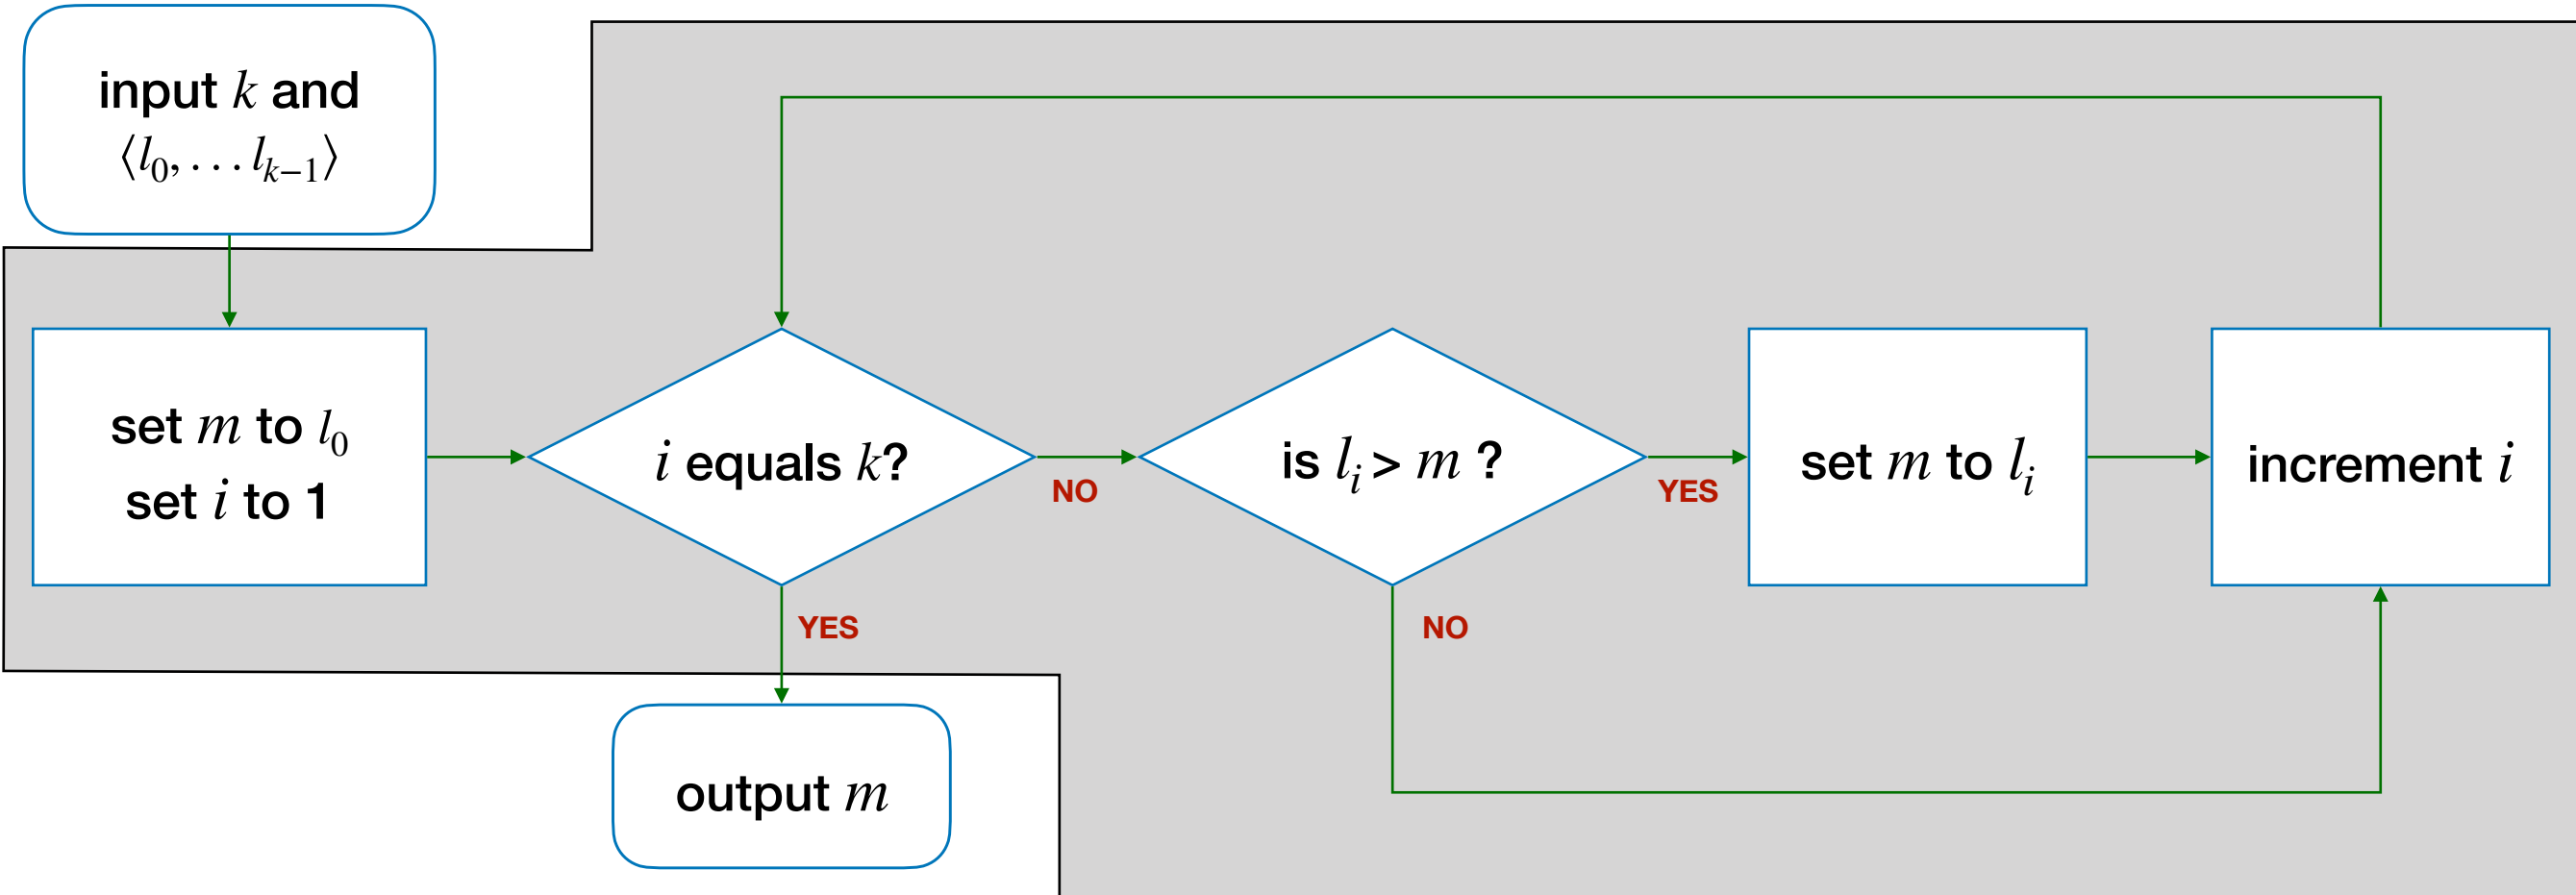 input k and
⟨l₀, … lₖ₋₁⟩
set m to l₀
set i to 1
i equals k?
NO
YES
is lᵢ > m ?
YES
NO
set m to lᵢ
increment i
output m